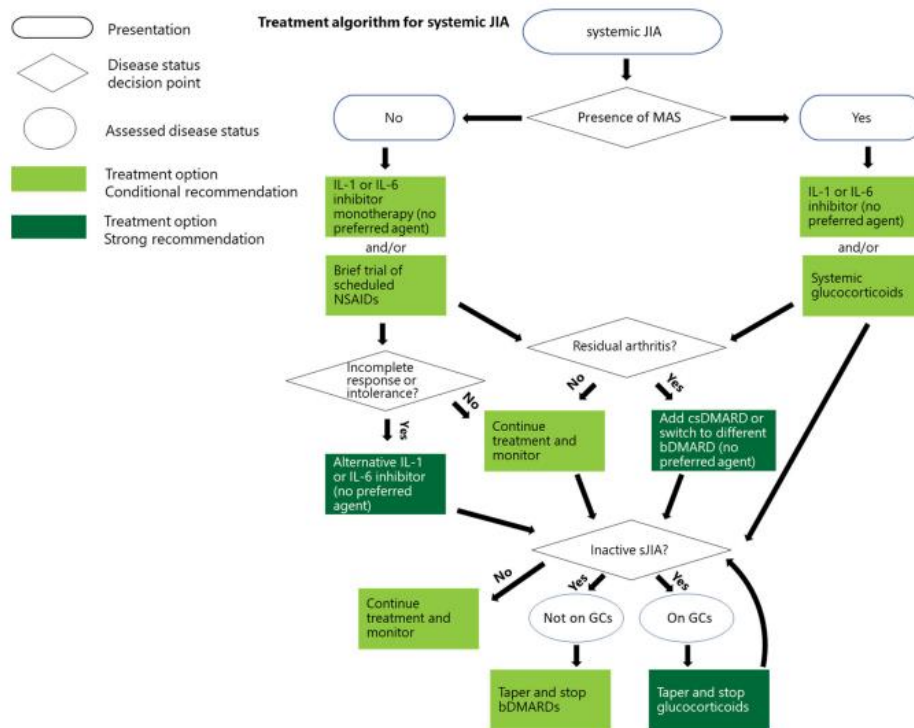 Treatment algorithm for systemic JIA
Presentation
Disease status
decision point
Assessed disease status
Treatment option
Conditional recommendation
Treatment option
Strong recommendation
systemic JIA
Presence of MAS
No
Yes
IL-1 or IL-6
inhibitor
monotherapy (no
preferred agent)
and/or
Brief trial of
scheduled
NSAIDs
IL-1 or IL-6
inhibitor (no
preferred agent)
and/or
Systemic
glucocorticoids
Residual arthritis?
Incomplete
response or
intolerance?
No
Yes
No
Yes
Continue
treatment and
monitor
Add csDMARD or
switch to different
bDMARD (no
preferred agent)
Alternative IL-1
or IL-6 inhibitor
(no preferred
agent)
Inactive sJIA?
No
Yes
Yes
Continue
treatment and
monitor
Not on GCs
On GCs
Taper and stop
bDMARDs
Taper and stop
glucocorticoids